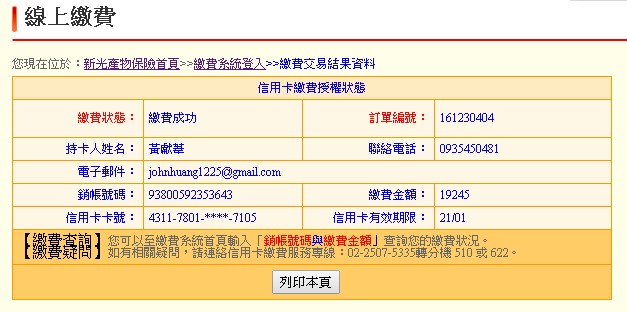 線上繳費
您現在位於：新光產物保險首頁>>繳費系統登入>>繳費交易結果資料
信用卡繳費授權狀態
繳費狀態： 繳費成功 訂單編號： 161230404
持卡人姓名： 黃獻華 聯絡電話： 0935450481
電子郵件： johnhuang1225@gmail.com
銷帳號碼： 93800592353643 繳費金額： 19245
信用卡卡號： 4311-7801-****-7105 信用卡有效期限： 21/01
【繳費查詢】您可以至繳費系統首頁輸入「銷帳號碼與繳費金額」查詢您的繳費狀況。
【繳費疑問】如有相關疑問，請連絡信用卡繳費服務專線：02-2507-5335轉分機 510 或 622。
列印本頁